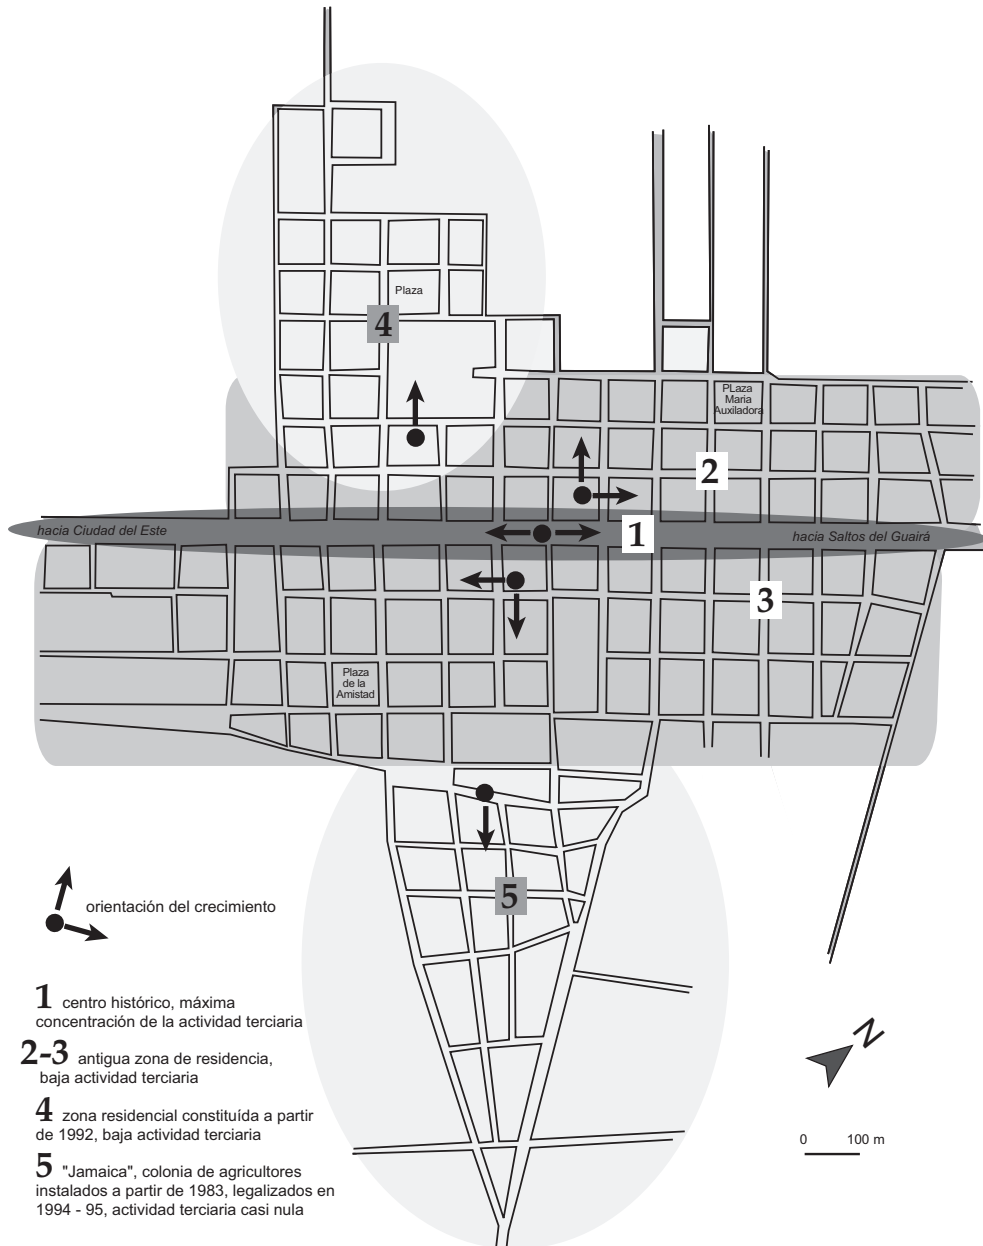 Plaza
4
PLaza
Maria
Auxiliadora
2
hacia Ciudad del Este
1
hacia Saltos del Guairá
3
Plaza
de la
Amistad
5
orientación del crecimiento
1 centro histórico, máxima
concentración de la actividad terciaria
2-3 antigua zona de residencia,
baja actividad terciaria
4 zona residencial constituída a partir
de 1992, baja actividad terciaria
5 "Jamaica", colonia de agricultores
instalados a partir de 1983, legalizados en
1994 - 95, actividad terciaria casi nula
N
0 100 m